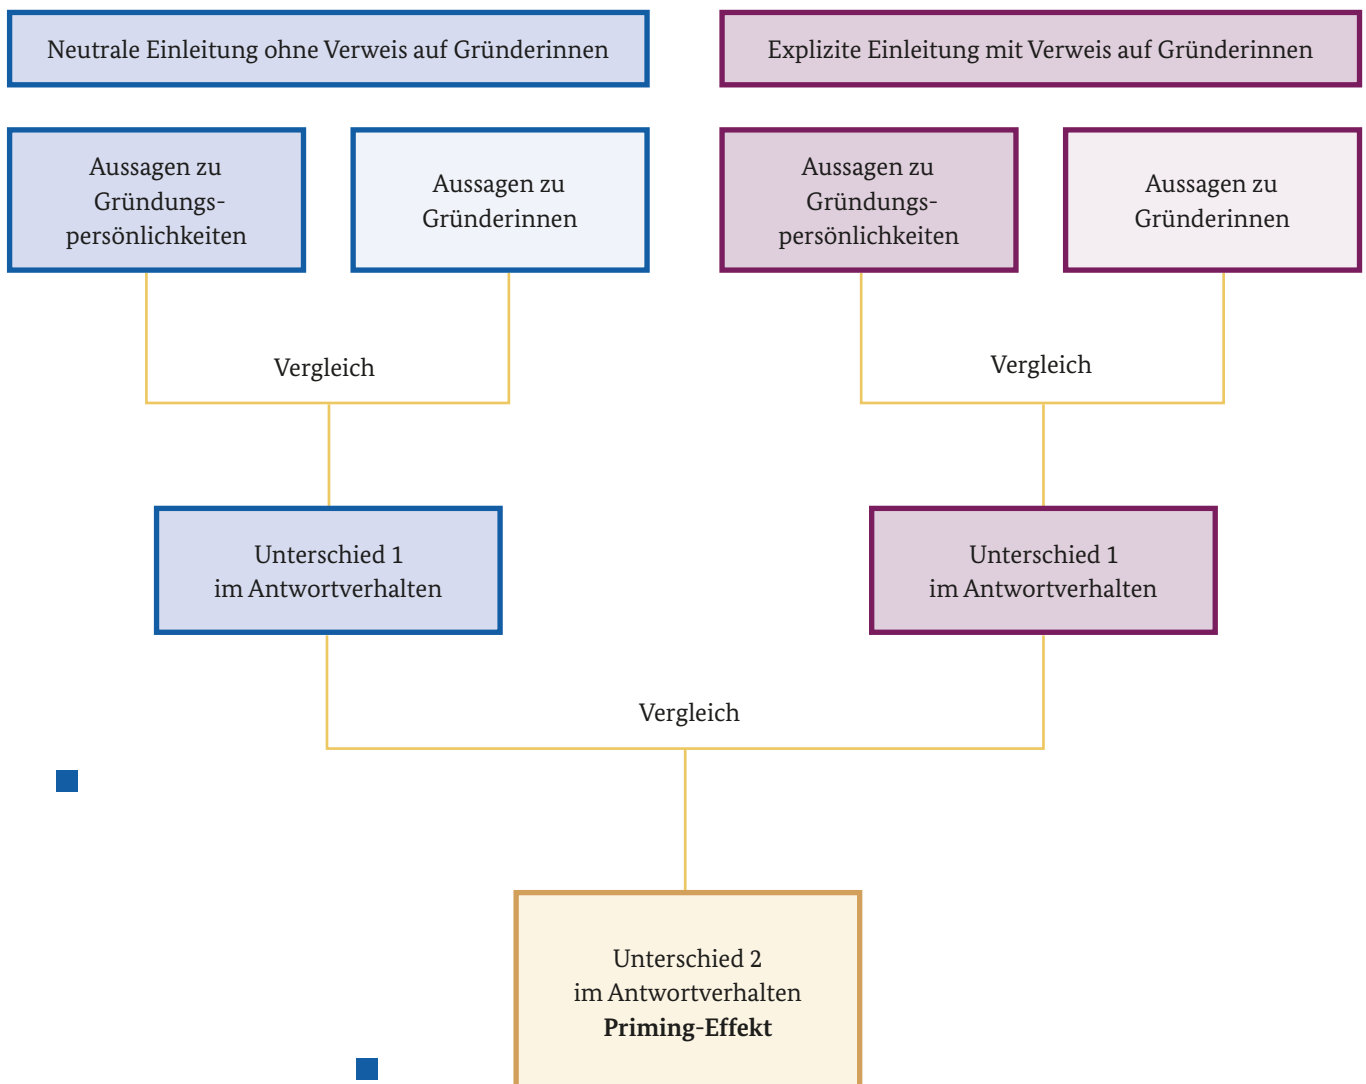 Neutrale Einleitung ohne Verweis auf Gründerinnen
Explizite Einleitung mit Verweis auf Gründerinnen
Aussagen zu
Gründungs-
persönlichkeiten
Aussagen zu
Gründerinnen
Aussagen zu
Gründungs-
persönlichkeiten
Aussagen zu
Gründerinnen
Vergleich
Vergleich
Unterschied 1
im Antwortverhalten
Unterschied 1
im Antwortverhalten
Vergleich
Unterschied 2
im Antwortverhalten
Priming-Effekt